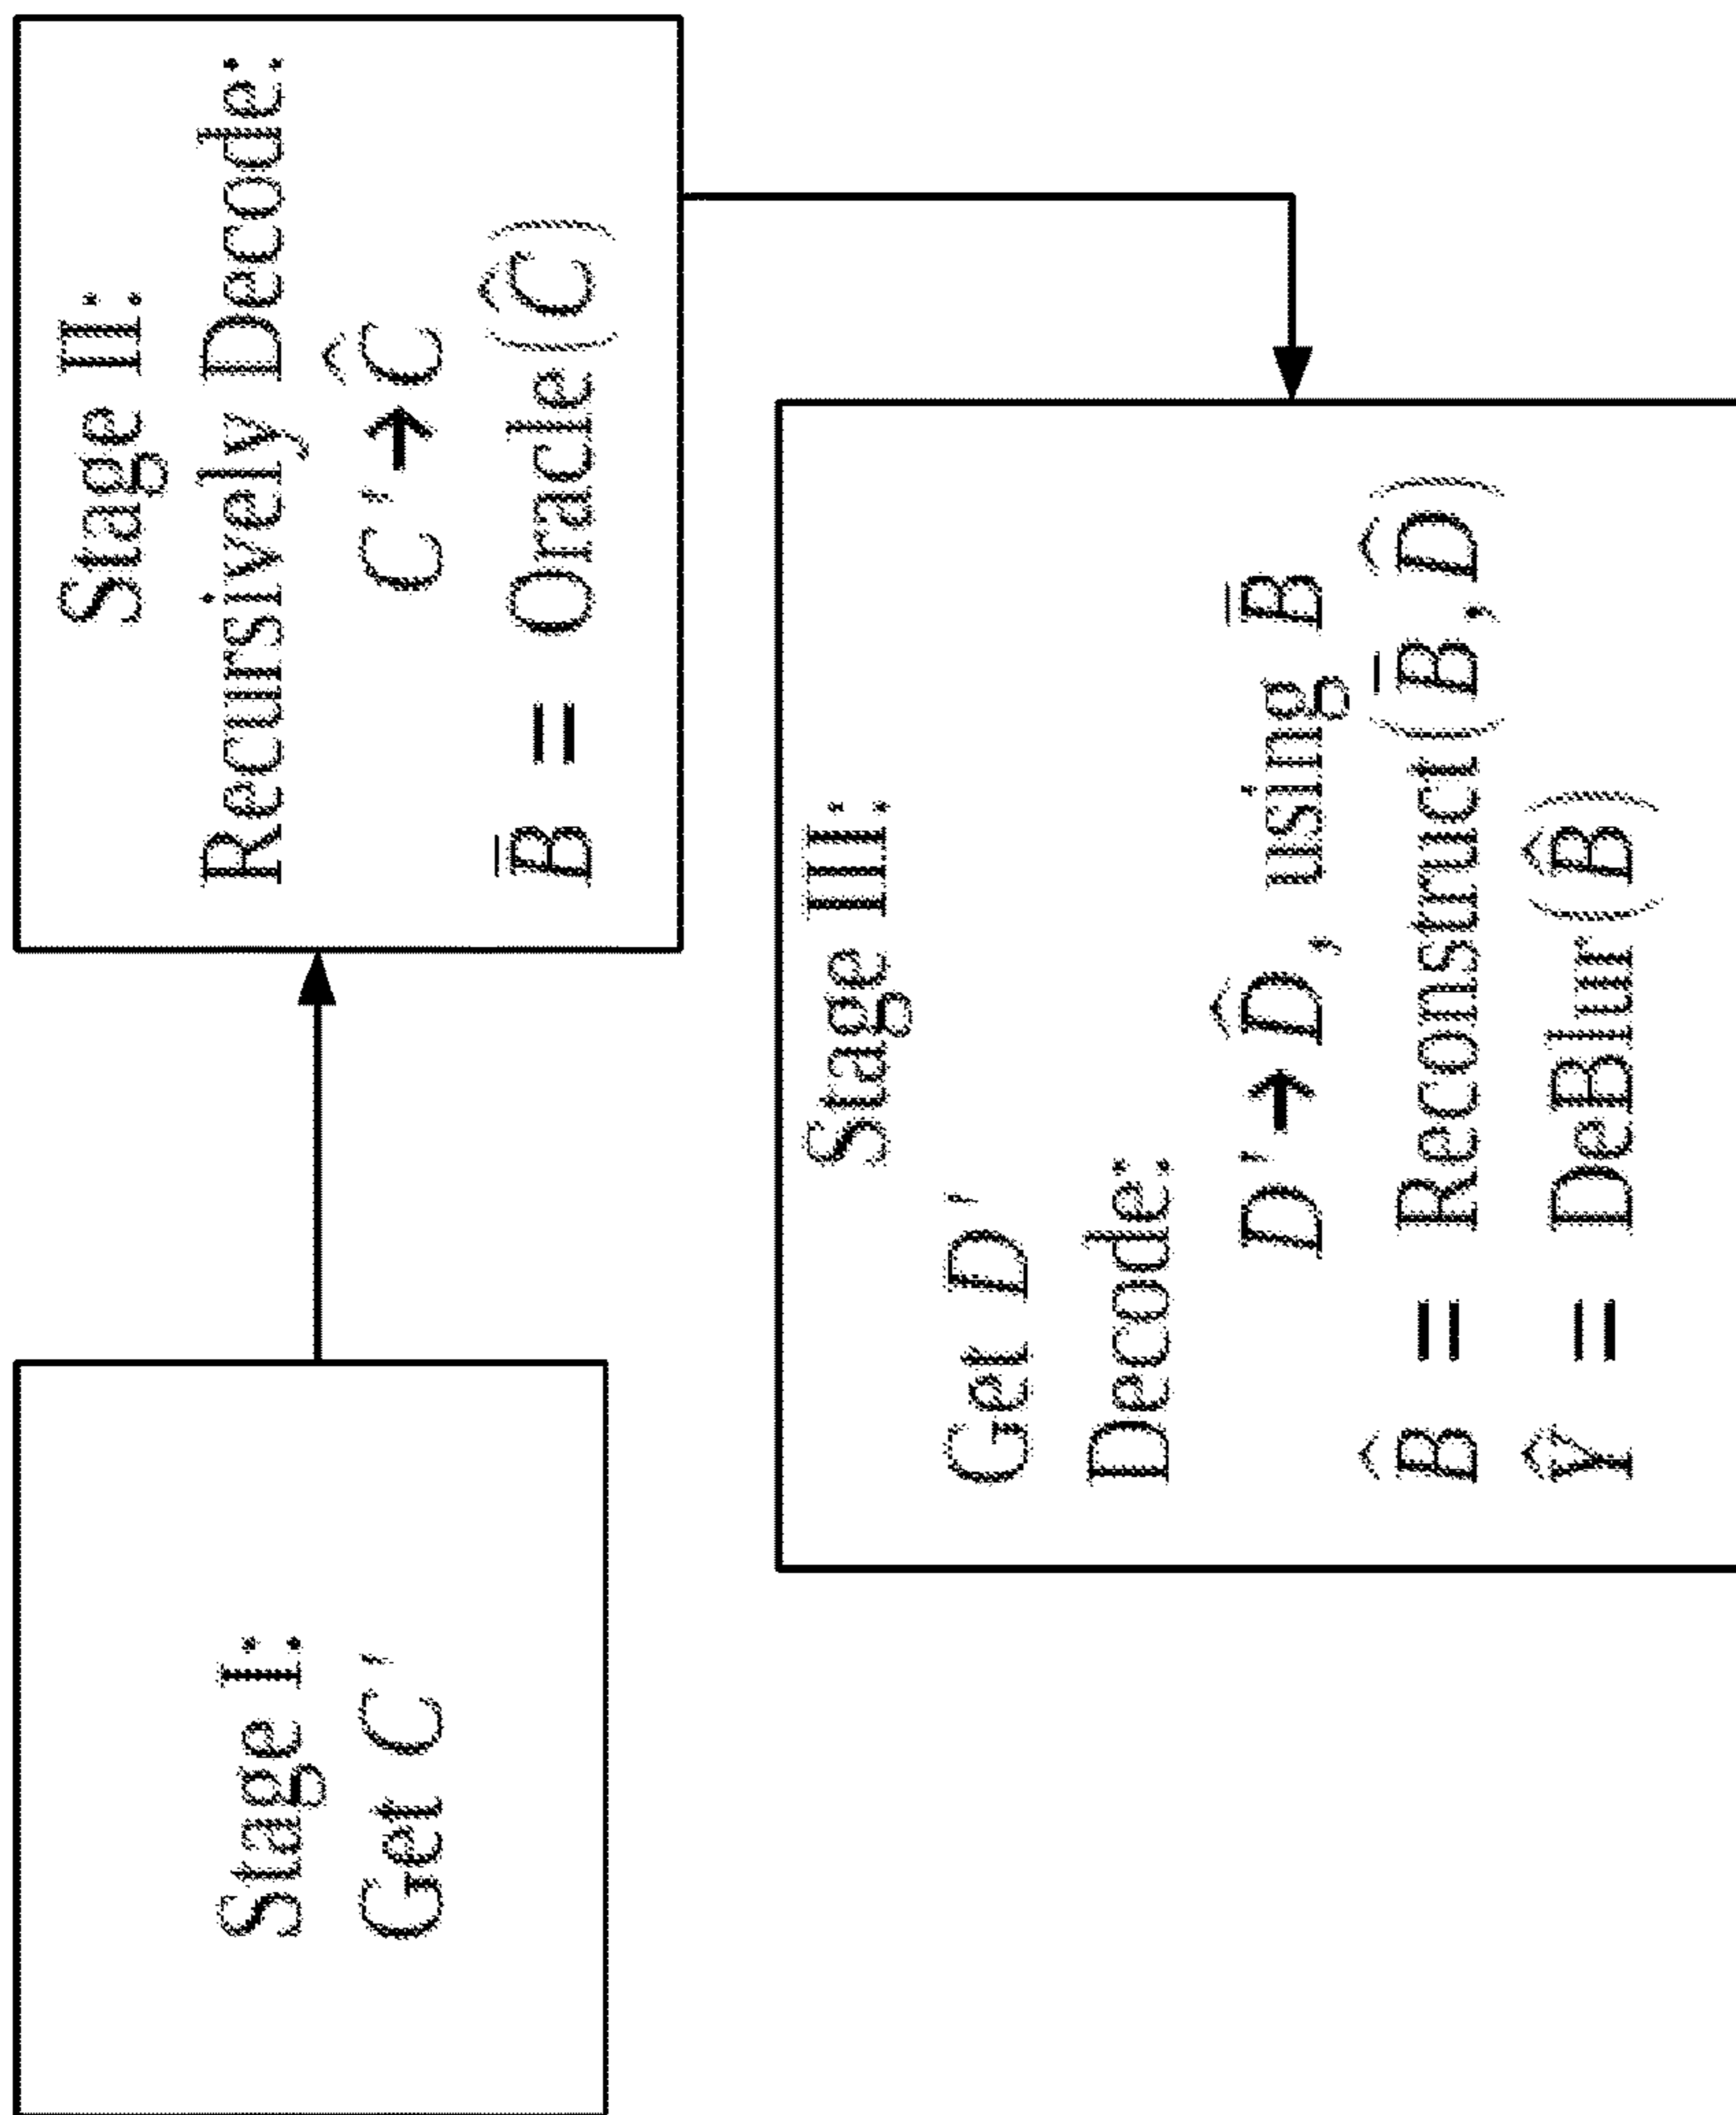 Stage I:
Get C'
Stage II:
Recursively Decode:
C' → Ĉ
B̄ = Oracle(Ĉ)
Stage III:
Get D'
Decode:
D' → D̂, using B̄
B̂ = Reconstruct(B̄, D̂)
Ŷ = DeBlur(B̂)